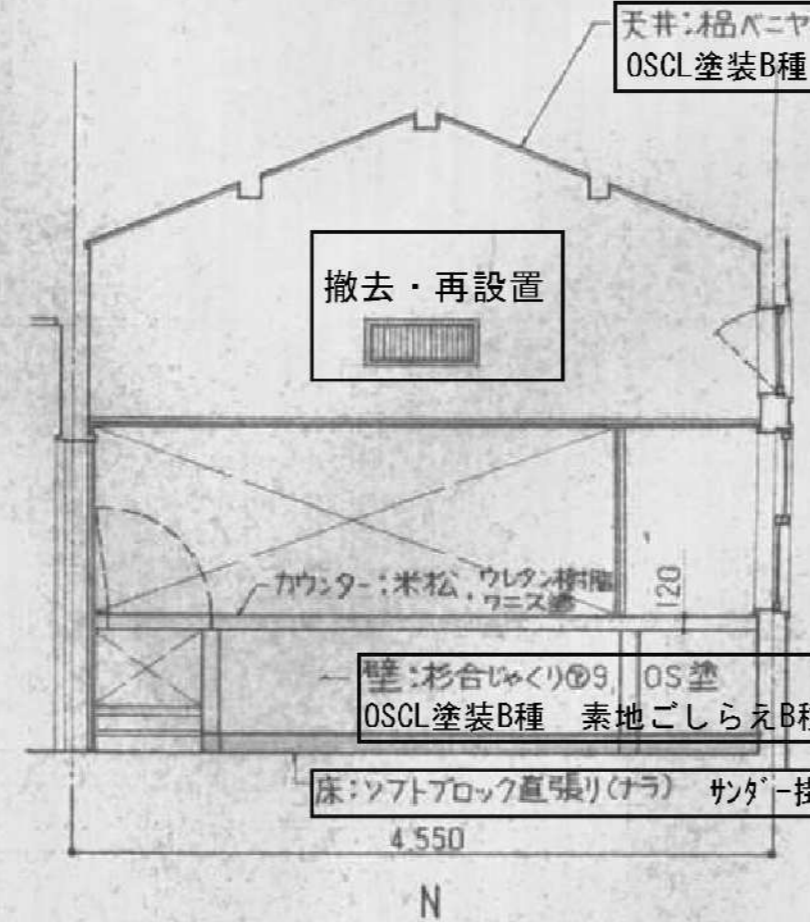 天井:榀ベニヤ
OSCL塗装B種
撤去・再設置
カウンター:米松,ウレタン樹脂
ワニス塗
120
壁:杉合じゃくり㋐9, OS塗
OSCL塗装B種 素地ごしらえB種
床:ソフトブロック直張り(ナラ) サンダー掛
4.550
N